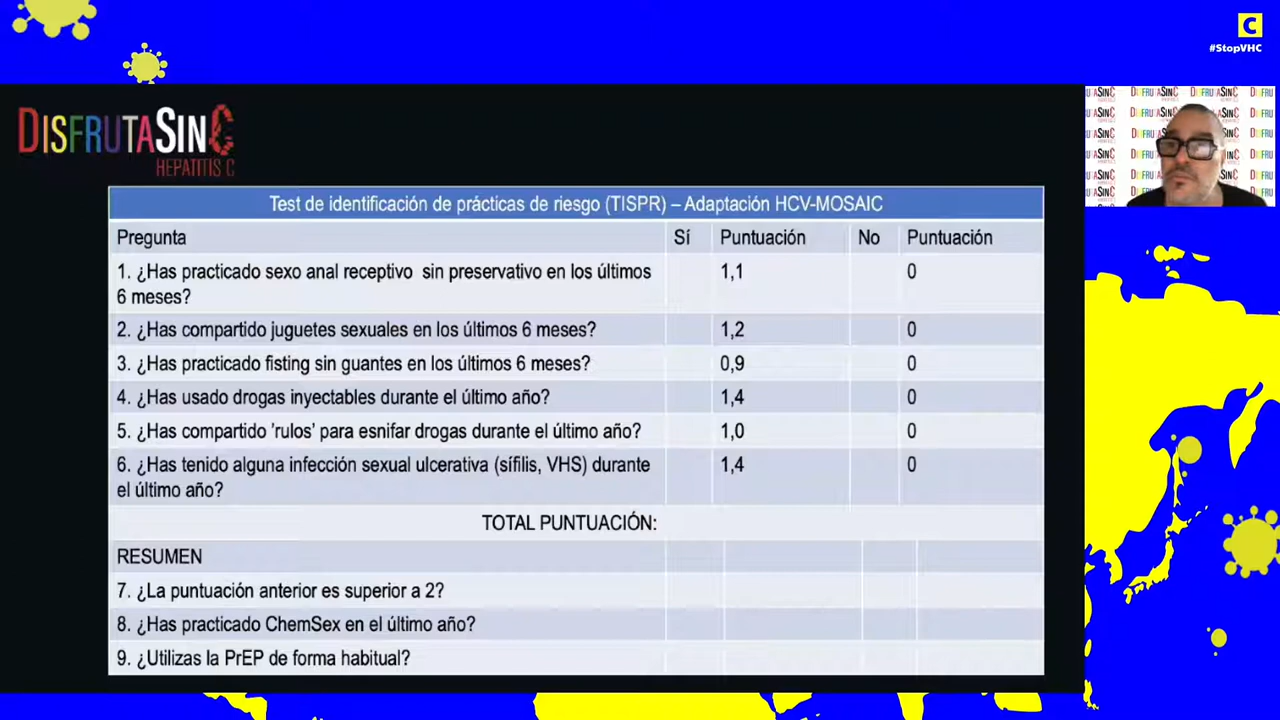 C
#StopVHC
DISFRUTASINC
HEPATITIS C
Test de identificación de prácticas de riesgo (TISPR) – Adaptación HCV-MOSAIC
Pregunta Sí Puntuación No Puntuación
1. ¿Has practicado sexo anal receptivo sin preservativo en los últimos 1,1 0
6 meses?
2. ¿Has compartido juguetes sexuales en los últimos 6 meses? 1,2 0
3. ¿Has practicado fisting sin guantes en los últimos 6 meses? 0,9 0
4. ¿Has usado drogas inyectables durante el último año? 1,4 0
5. ¿Has compartido 'rulos' para esnifar drogas durante el último año? 1,0 0
6. ¿Has tenido alguna infección sexual ulcerativa (sífilis, VHS) durante 1,4 0
el último año?
TOTAL PUNTUACIÓN:
RESUMEN
7. ¿La puntuación anterior es superior a 2?
8. ¿Has practicado ChemSex en el último año?
9. ¿Utilizas la PrEP de forma habitual?